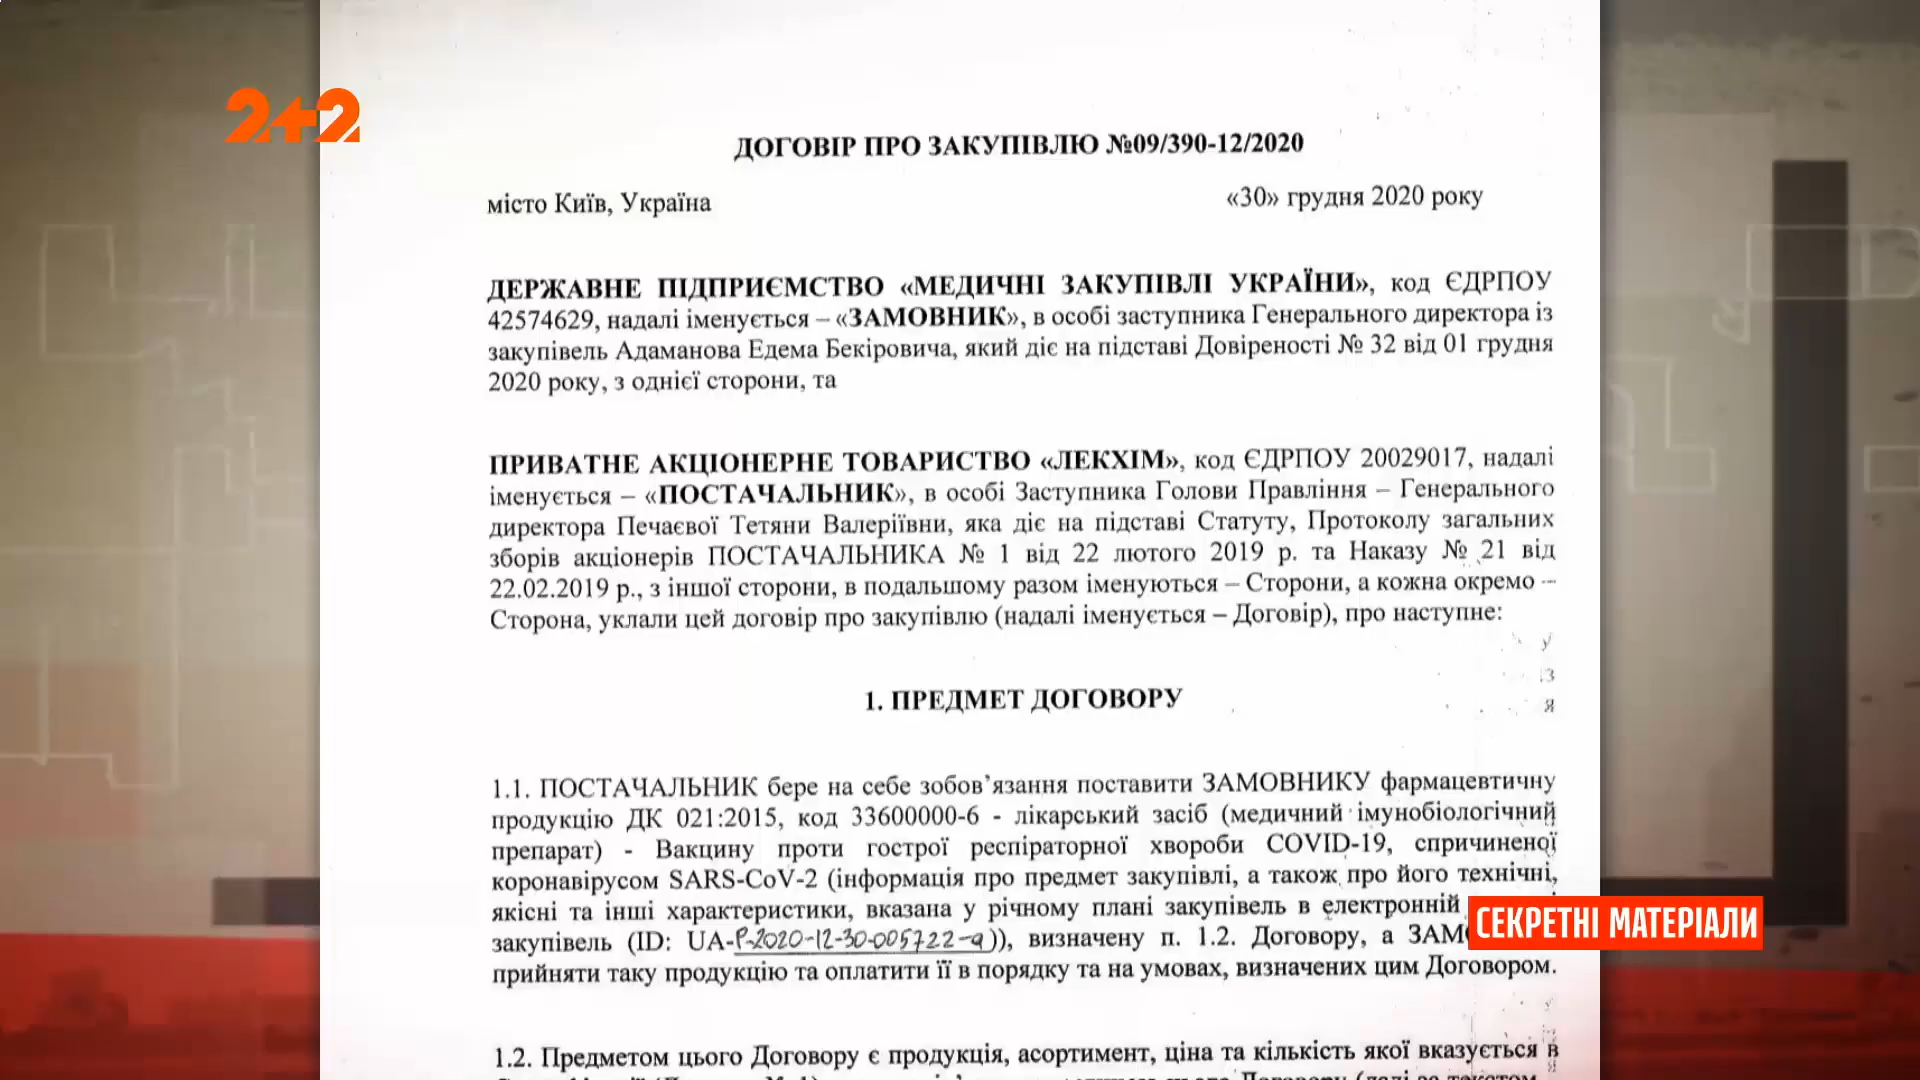 2+2
ДОГОВІР ПРО ЗАКУПІВЛЮ №09/390-12/2020
місто Київ, Україна
«30» грудня 2020 року
ДЕРЖАВНЕ ПІДПРИЄМСТВО «МЕДИЧНІ ЗАКУПІВЛІ УКРАЇНИ», код ЄДРПОУ
42574629, надалі іменується – «ЗАМОВНИК», в особі заступника Генерального директора із
закупівель Адаманова Едема Бекіровича, який діє на підставі Довіреності № 32 від 01 грудня
2020 року, з однієї сторони, та
ПРИВАТНЕ АКЦІОНЕРНЕ ТОВАРИСТВО «ЛЕКХІМ», код ЄДРПОУ 20029017, надалі
іменується – «ПОСТАЧАЛЬНИК», в особі Заступника Голови Правління – Генерального
директора Печаєвої Тетяни Валеріївни, яка діє на підставі Статуту, Протоколу загальних
зборів акціонерів ПОСТАЧАЛЬНИКА № 1 від 22 лютого 2019 р. та Наказу № 21 від
22.02.2019 р., з іншої сторони, в подальшому разом іменуються – Сторони, а кожна окремо –
Сторона, уклали цей договір про закупівлю (надалі іменується – Договір), про наступне:
1. ПРЕДМЕТ ДОГОВОРУ
1.1. ПОСТАЧАЛЬНИК бере на себе зобов’язання поставити ЗАМОВНИКУ фармацевтичну
продукцію ДК 021:2015, код 33600000-6 - лікарський засіб (медичний імунобіологічний
препарат) - Вакцину проти гострої респіраторної хвороби COVID-19, спричиненої
коронавірусом SARS-CoV-2 (інформація про предмет закупівлі, а також про його технічні,
якісні та інші характеристики, вказана у річному плані закупівель в електронній
закупівель (ID: UA-P-2020-12-30-005722-a)), визначену п. 1.2. Договору, а
прийняти таку продукцію та оплатити її в порядку та на умовах, визначених цим Договором.
СЕКРЕТНІ МАТЕРІАЛИ
1.2. Предметом цього Договору є продукція, асортимент, ціна та кількість якої вказується в